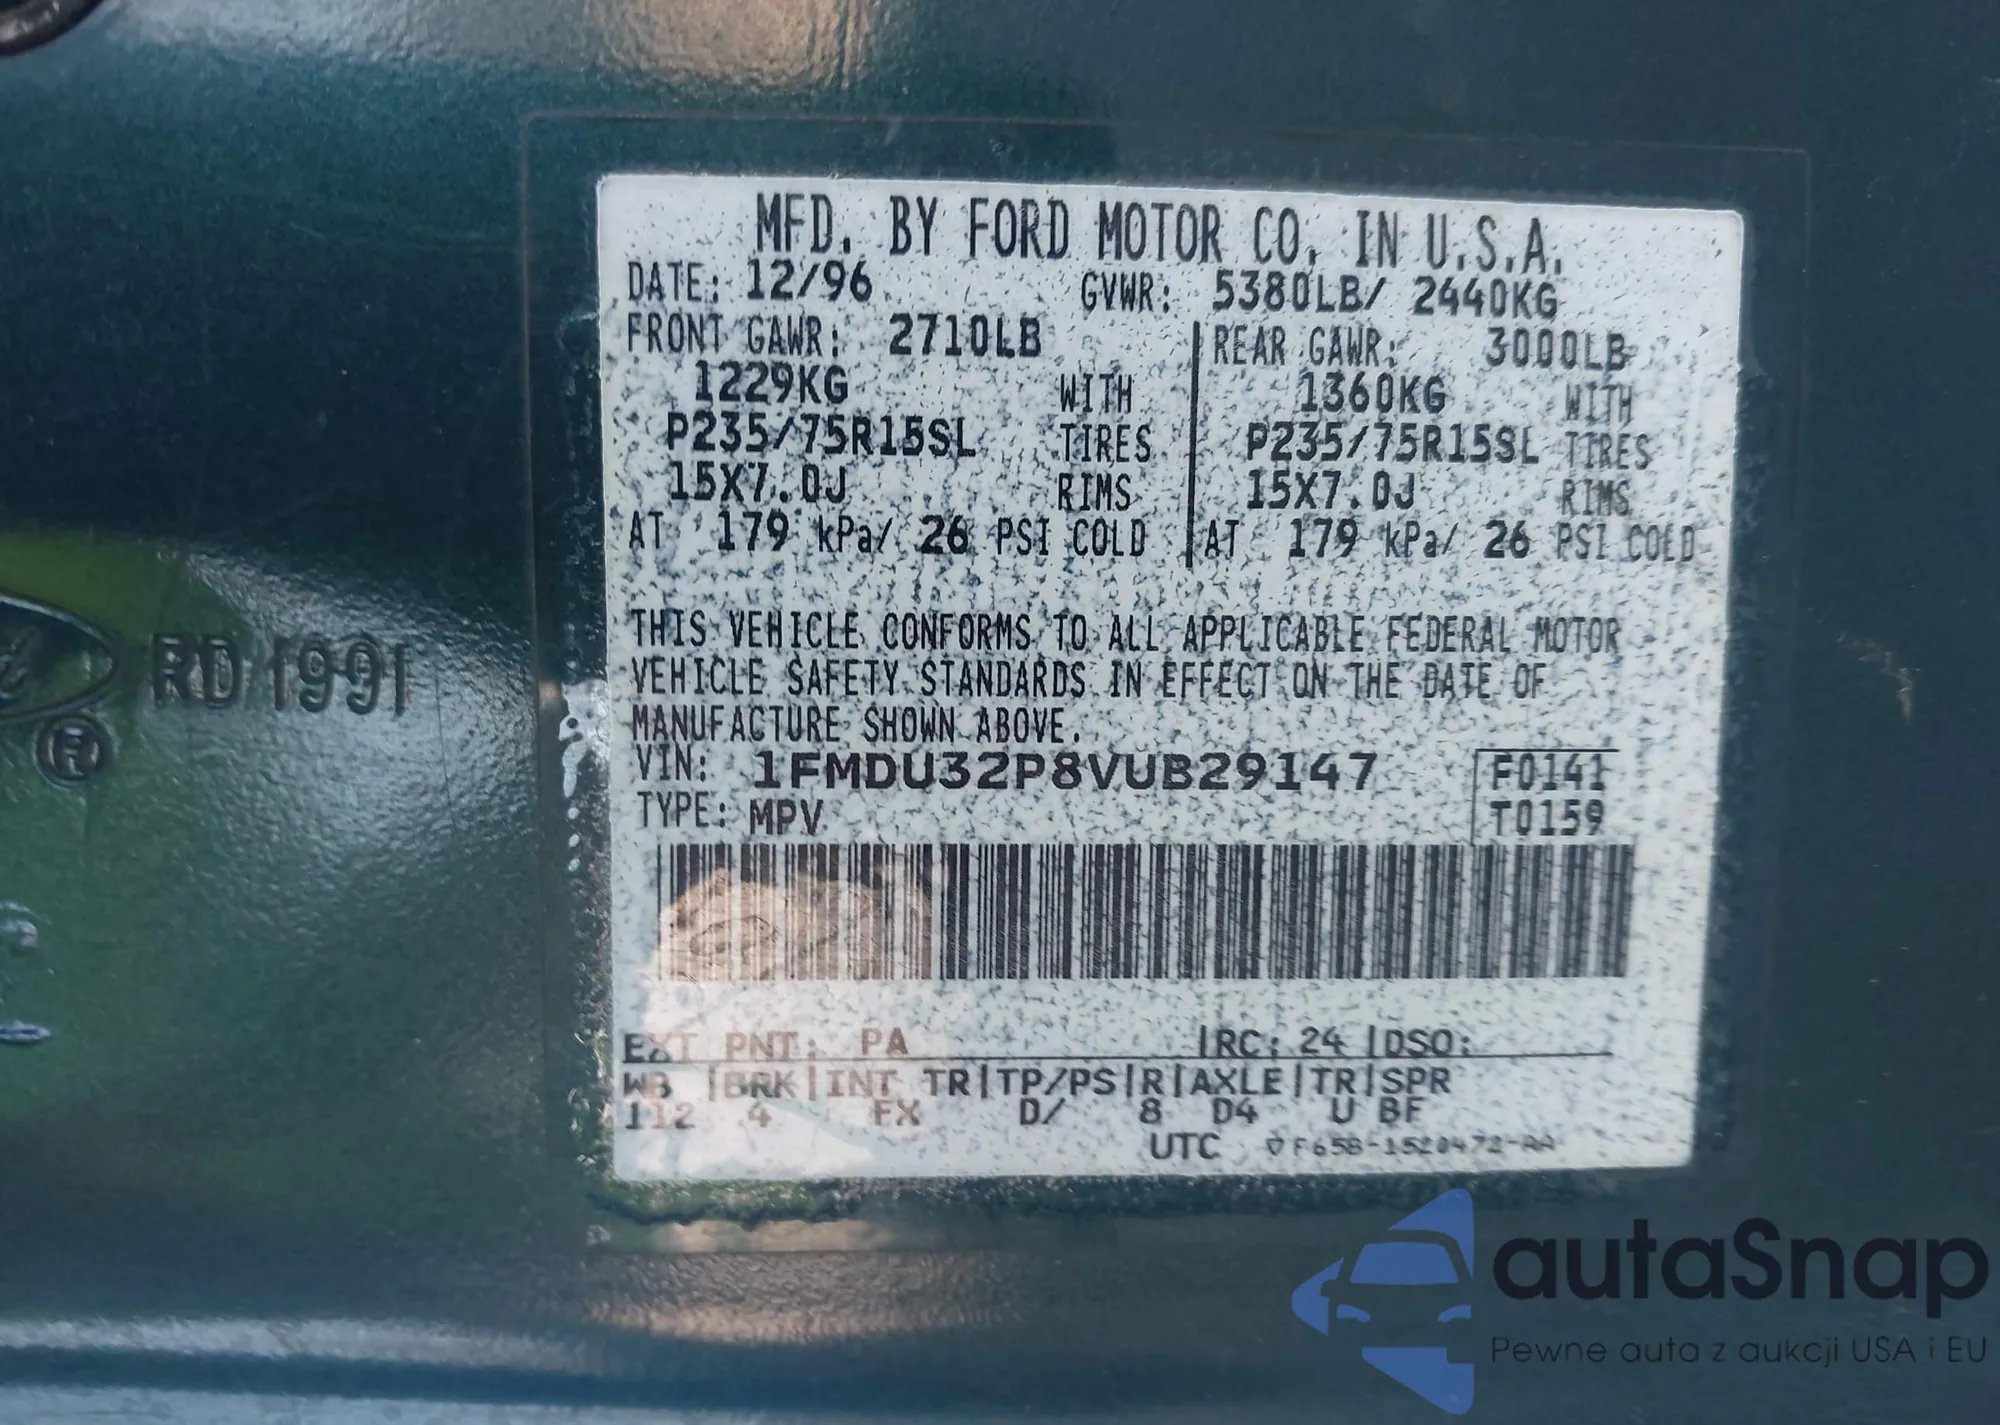 MFD. BY FORD MOTOR CO. IN U.S.A.
DATE: 12/96 GVWR: 5380LB/ 2440KG
FRONT GAWR: 2710LB REAR GAWR: 3000LB
1229KG WITH 1360KG WITH
P235/75R15SL TIRES P235/75R15SL TIRES
15X7.0J RIMS 15X7.0J RIMS
AT 179 kPa/ 26 PSI COLD AT 179 kPa/ 26 PSI COLD
THIS VEHICLE CONFORMS TO ALL APPLICABLE FEDERAL MOTOR
VEHICLE SAFETY STANDARDS IN EFFECT ON THE DATE OF
MANUFACTURE SHOWN ABOVE.
VIN: 1FMDU32P8VUB29147 F0141
TYPE: MPV T0159
EXT PNT: PA RC: 24 DSO:
WB BRK INT TR TP/PS R AXLE TR SPR
112 4 FX D/ 8 D4 U BF
UTC
RD 1991
®
autaSnap
Pewne auta z aukcji USA i EU